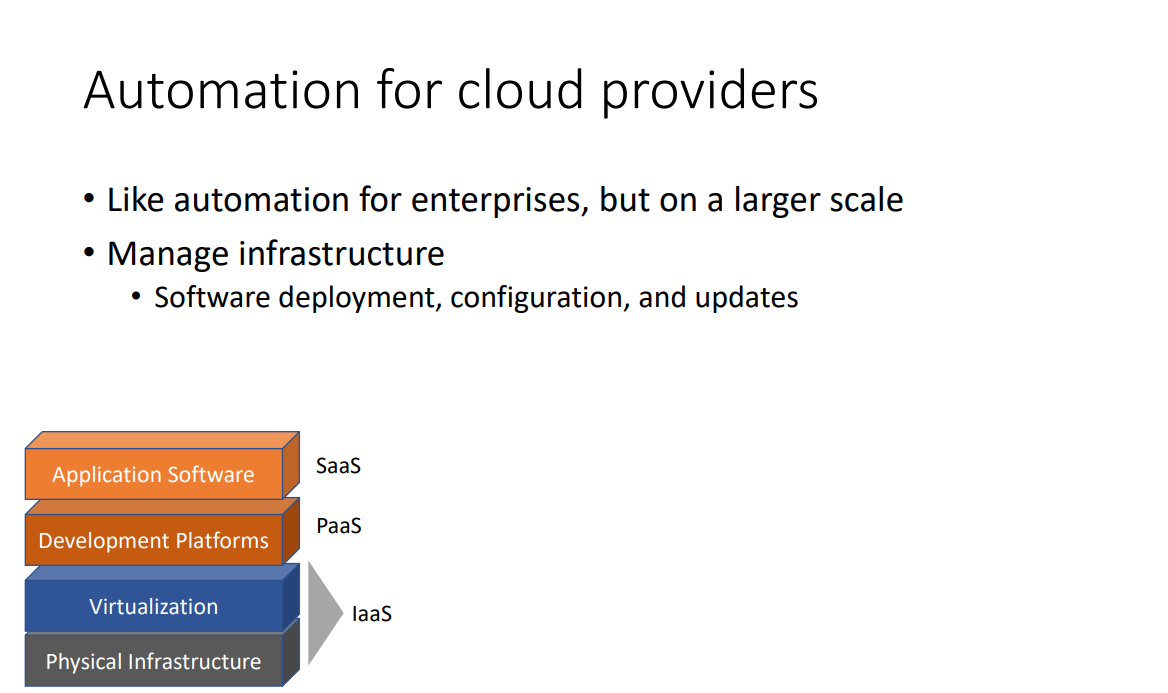 Automation for cloud providers
• Like automation for enterprises, but on a larger scale
• Manage infrastructure
• Software deployment, configuration, and updates
Application Software
SaaS
Development Platforms
PaaS
Virtualization
IaaS
Physical Infrastructure